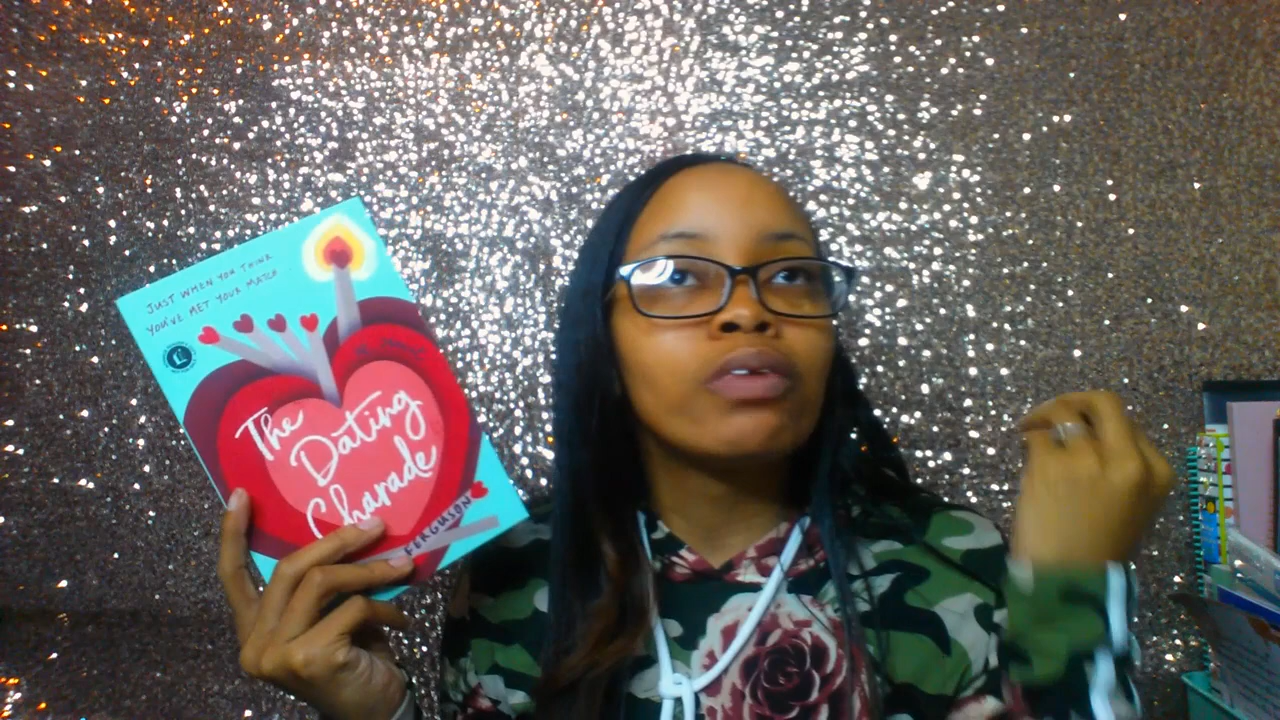 JUST WHEN YOU THINK
YOU'VE MET YOUR MATCH
The
Dating
Charade
FERGUSON